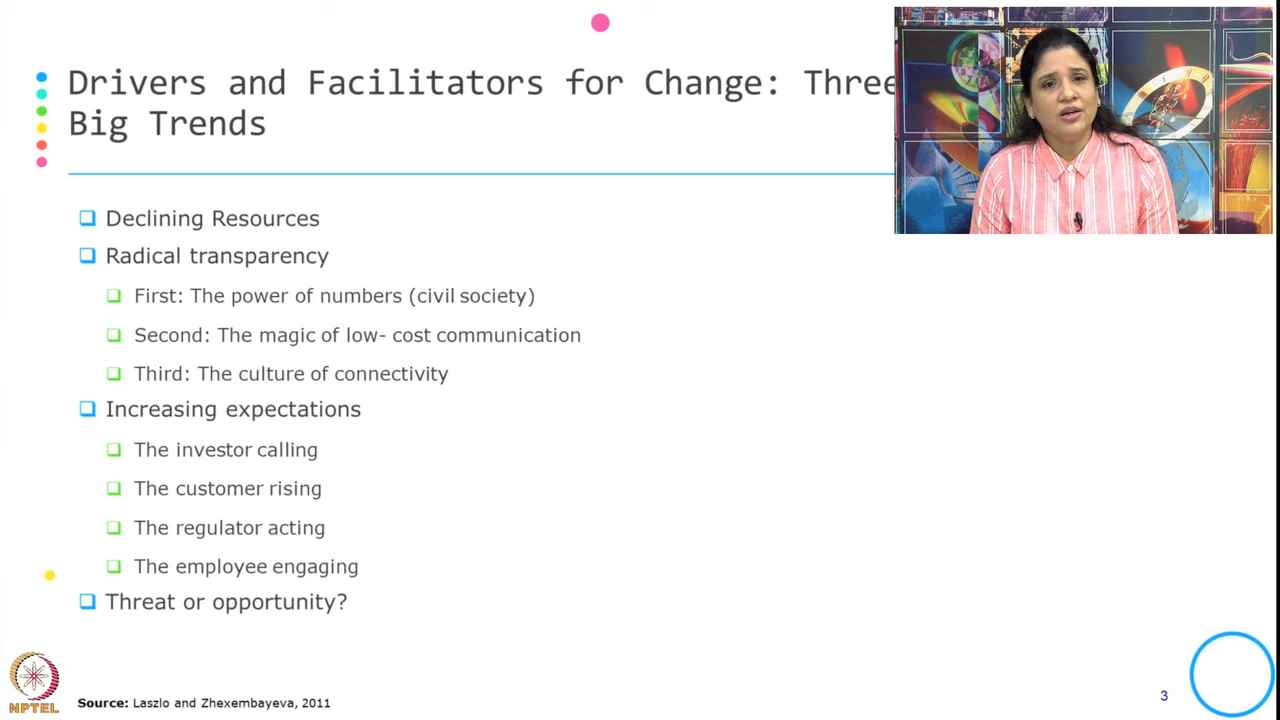 Drivers and Facilitators for Change: Three
Big Trends
Declining Resources
Radical transparency
First: The power of numbers (civil society)
Second: The magic of low- cost communication
Third: The culture of connectivity
Increasing expectations
The investor calling
The customer rising
The regulator acting
The employee engaging
Threat or opportunity?
NPTEL
Source: Laszlo and Zhexembayeva, 2011
3